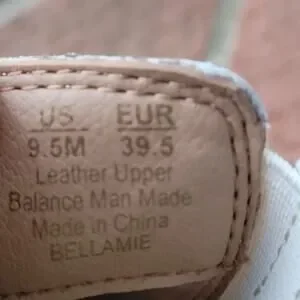 US EUR
9.5M 39.5
Leather Upper
Balance Man Made
Made in China
BELLAMIE